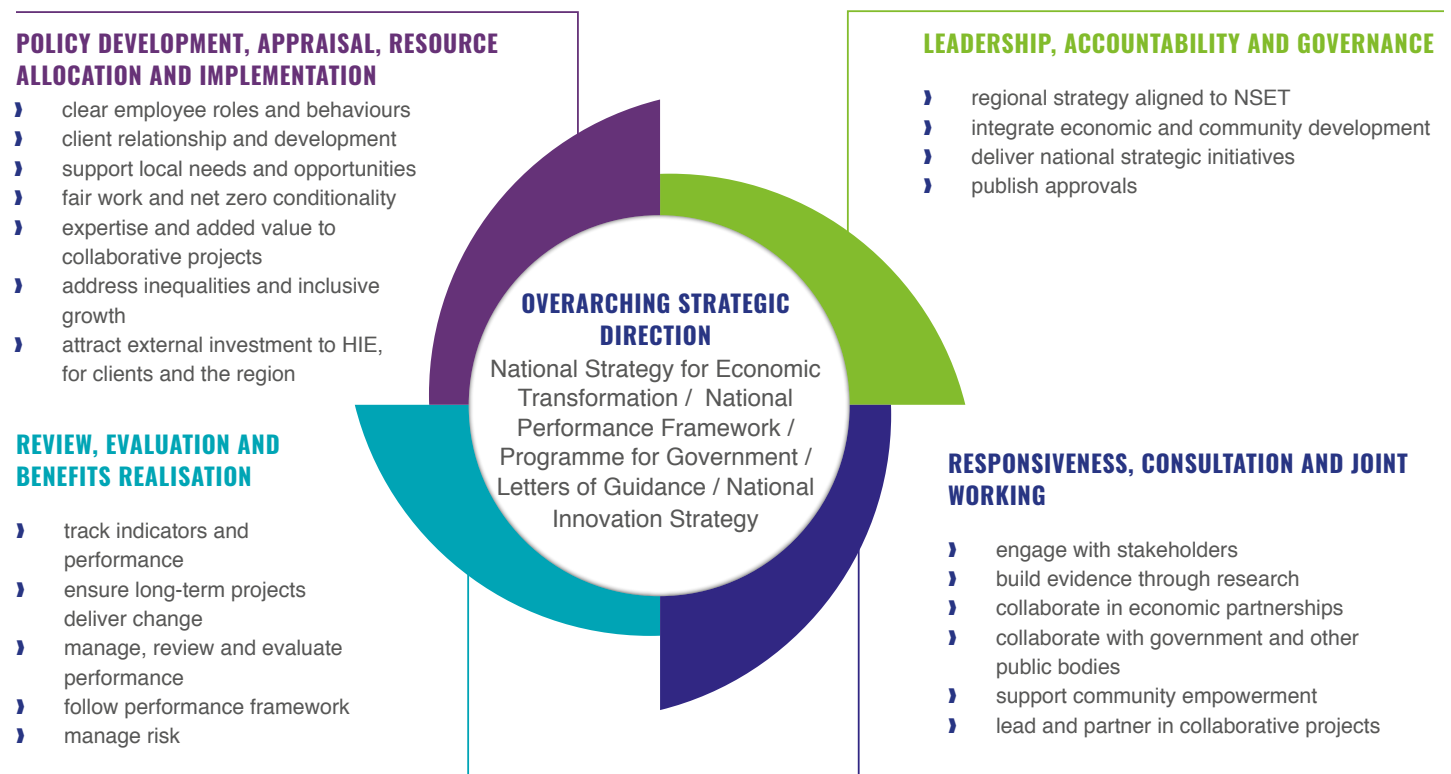 POLICY DEVELOPMENT, APPRAISAL, RESOURCE
ALLOCATION AND IMPLEMENTATION
clear employee roles and behaviours
client relationship and development
support local needs and opportunities
fair work and net zero conditionality
expertise and added value to
collaborative projects
address inequalities and inclusive
growth
attract external investment to HIE,
for clients and the region
LEADERSHIP, ACCOUNTABILITY AND GOVERNANCE
regional strategy aligned to NSET
integrate economic and community development
deliver national strategic initiatives
publish approvals
OVERARCHING STRATEGIC
DIRECTION
National Strategy for Economic
Transformation / National
Performance Framework /
Programme for Government /
Letters of Guidance / National
Innovation Strategy
REVIEW, EVALUATION AND
BENEFITS REALISATION
track indicators and
performance
ensure long-term projects
deliver change
manage, review and evaluate
performance
follow performance framework
manage risk
RESPONSIVENESS, CONSULTATION AND JOINT
WORKING
engage with stakeholders
build evidence through research
collaborate in economic partnerships
collaborate with government and other
public bodies
support community empowerment
lead and partner in collaborative projects